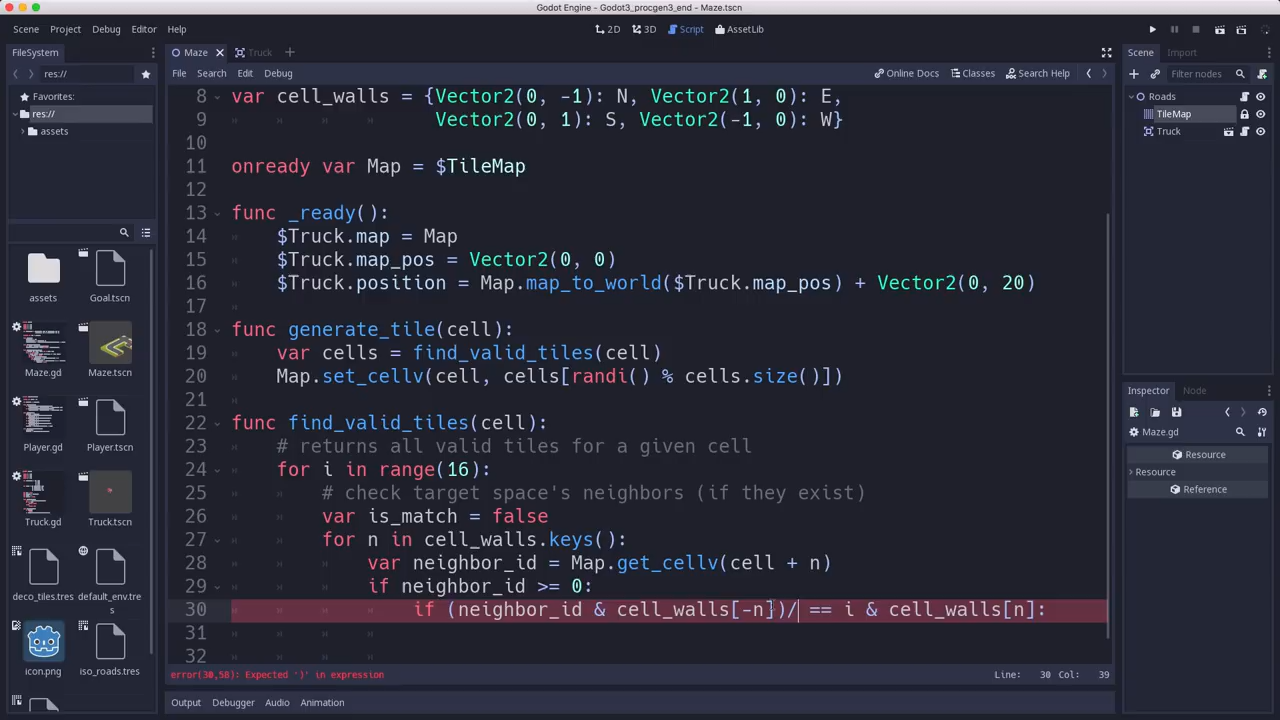 Godot Engine - Godot3_procgen3_end - Maze.tscn
Scene Project Debug Editor Help
2D 3D Script AssetLib
FileSystem
Maze Truck
Scene Import
res://
File Search Edit Debug
Online Docs Classes Search Help
Filter nodes
Favorites:
res://
assets
Roads
TileMap
Truck
8 var cell_walls = {Vector2(0, -1): N, Vector2(1, 0): E,
9 Vector2(0, 1): S, Vector2(-1, 0): W}
10
11 onready var Map = $TileMap
12
13 func _ready():
14 $Truck.map = Map
15 $Truck.map_pos = Vector2(0, 0)
16 $Truck.position = Map.map_to_world($Truck.map_pos) + Vector2(0, 20)
17
18 func generate_tile(cell):
19 var cells = find_valid_tiles(cell)
20 Map.set_cellv(cell, cells[randi() % cells.size()])
21
22 func find_valid_tiles(cell):
23 # returns all valid tiles for a given cell
24 for i in range(16):
25 # check target space's neighbors (if they exist)
26 var is_match = false
27 for n in cell_walls.keys():
28 var neighbor_id = Map.get_cellv(cell + n)
29 if neighbor_id >= 0:
30 if (neighbor_id & cell_walls[-n])/ == i & cell_walls[n]:
31
32
assets Goal.tscn
Maze.gd Maze.tscn
Player.gd Player.tscn
Truck.gd Truck.tscn
deco_tiles.tres default_env.tres
icon.png iso_roads.tres
Inspector Node
Maze.gd
Resource
Resource
Reference
error(30,58): Expected ')' in expression
Line: 30 Col: 39
Output Debugger Audio Animation